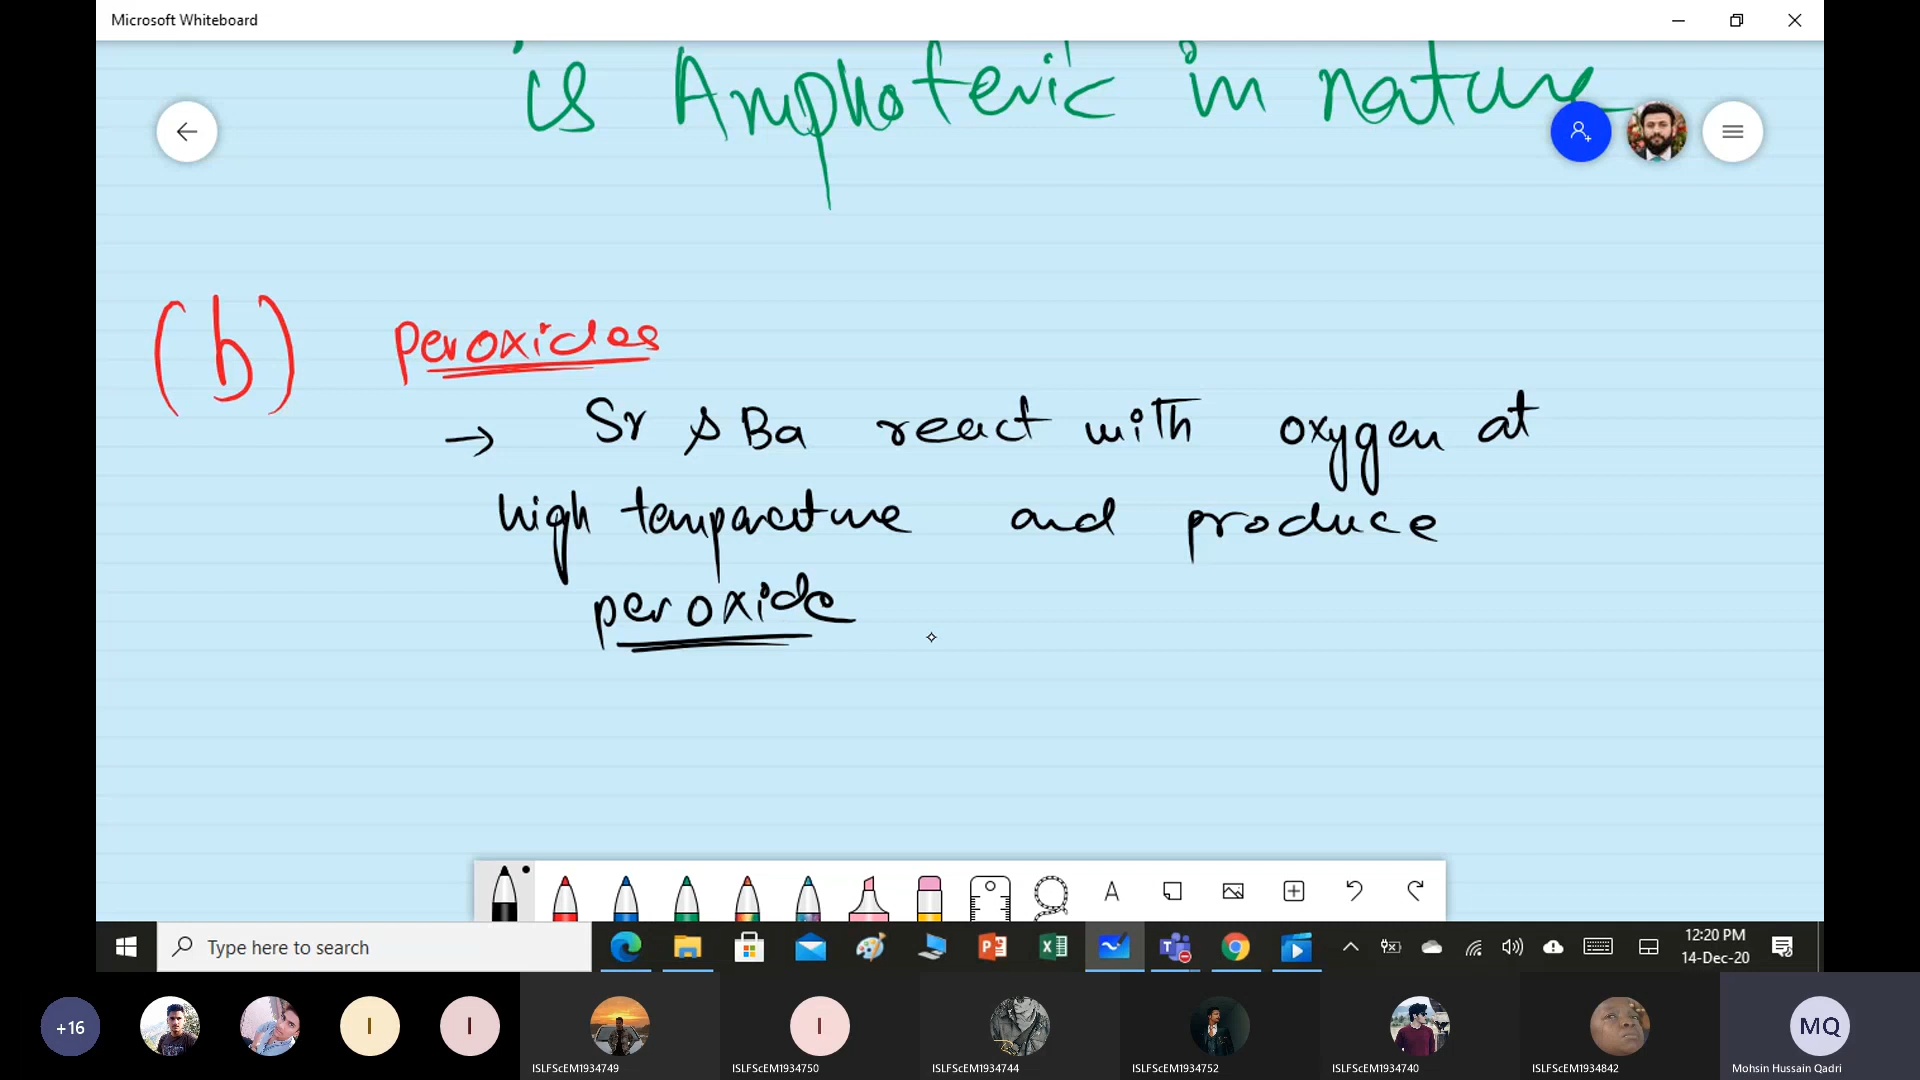 Microsoft Whiteboard
is Amphoteric in nature
(b) Peroxides
→ Sr & Ba react with oxygen at
high temparature and produce
peroxide
A
Type here to search
12:20 PM
14-Dec-20
+16
I
I
I
MQ
ISLFScEM1934749
ISLFScEM1934750
ISLFScEM1934744
ISLFScEM1934752
ISLFScEM1934740
ISLFScEM1934842
Mohsin Hussain Qadri